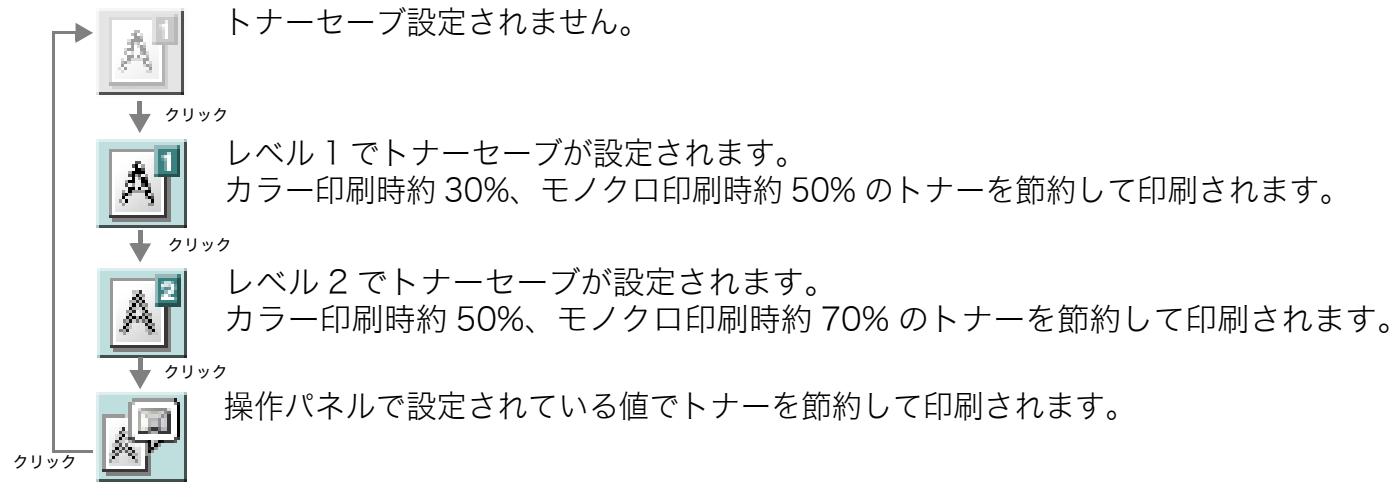 トナーセーブ設定されません。
A 1
クリック
レベル 1 でトナーセーブが設定されます。
A 1
カラー印刷時約 30%、モノクロ印刷時約 50% のトナーを節約して印刷されます。
クリック
レベル 2 でトナーセーブが設定されます。
A 2
カラー印刷時約 50%、モノクロ印刷時約 70% のトナーを節約して印刷されます。
クリック
操作パネルで設定されている値でトナーを節約して印刷されます。
A
クリック